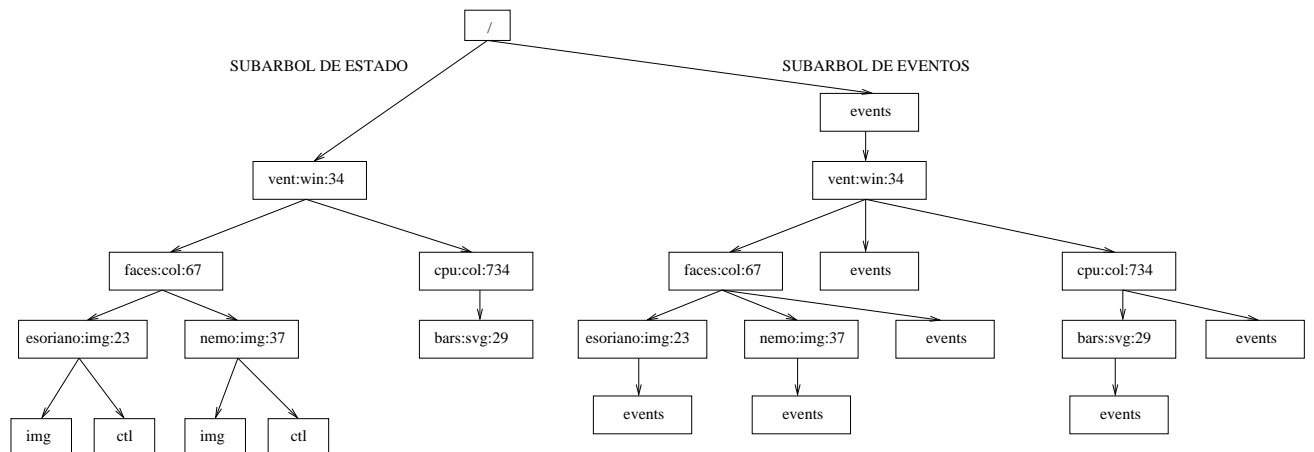 /
SUBARBOL DE ESTADO
SUBARBOL DE EVENTOS
events
vent:win:34
vent:win:34
faces:col:67
cpu:col:734
faces:col:67
events
cpu:col:734
esoriano:img:23
nemo:img:37
bars:svg:29
esoriano:img:23
nemo:img:37
events
bars:svg:29
events
events
events
events
img
ctl
img
ctl